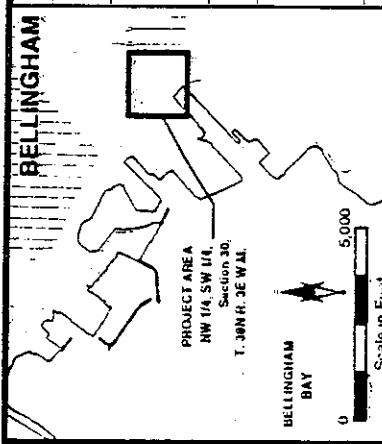 BELLINGHAM
PROJECT AREA
NW 1/4, SW 1/4,
Section 30,
T. 38N R. 3E W.M.
BELLINGHAM
BAY
0 5,000
Scale in Feet